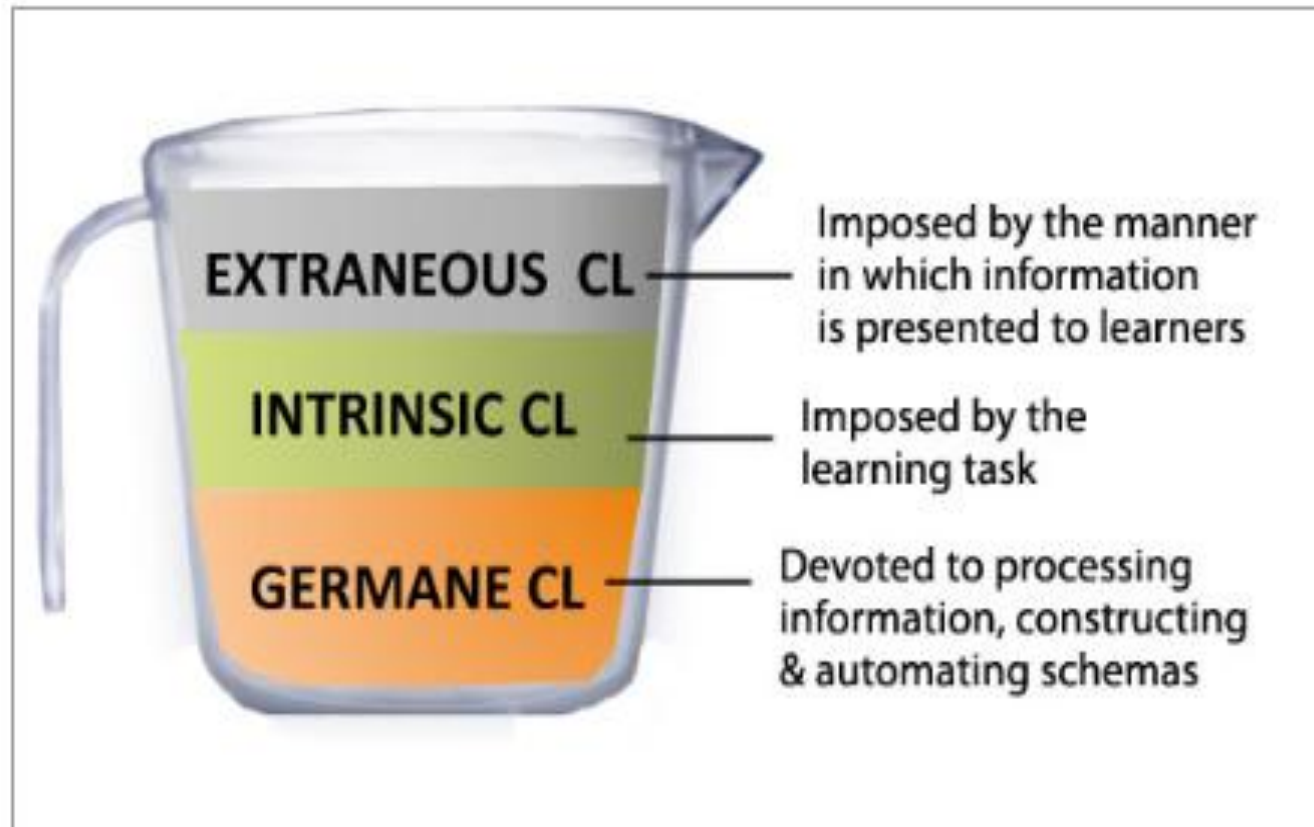 EXTRANEOUS CL
Imposed by the manner
in which information
is presented to learners
INTRINSIC CL
Imposed by the
learning task
GERMANE CL
Devoted to processing
information, constructing
& automating schemas